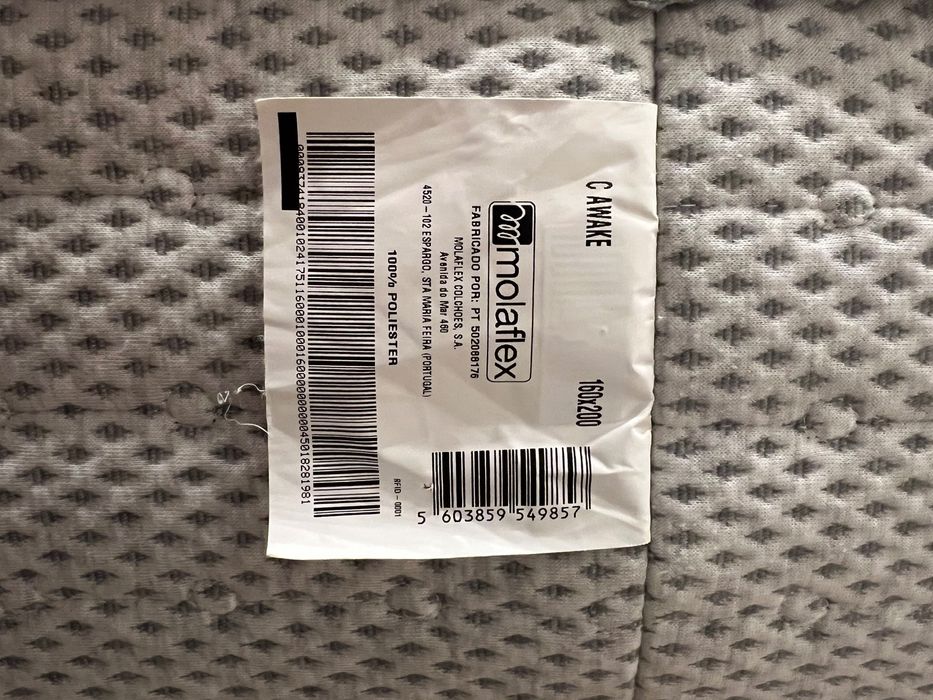 C AWAKE 160x200
molaflex
FABRICADO POR: PT 502088176
MOLAFLEX COLCHOES, S.A.
Avenida do Mar 460
4520-102 ESPARGO, STA MARIA FEIRA (PORTUGAL)
100% POLIESTER
RFID - 0001
5 603859 549857